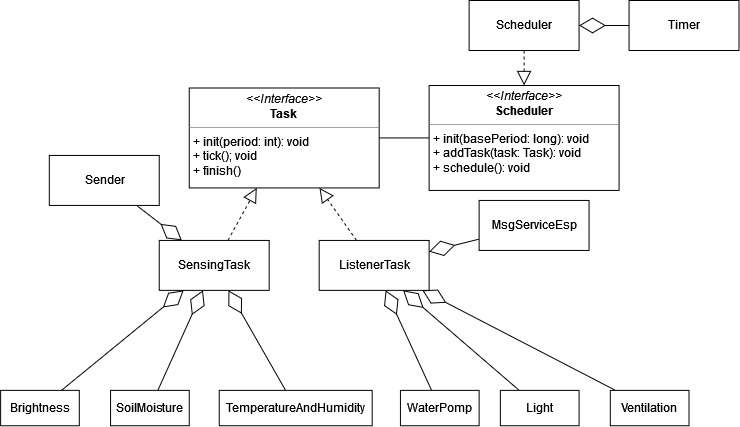 Scheduler
Timer
<<Interface>>
Task
+ init(period: int): void
+ tick(); void
+ finish()
<<Interface>>
Scheduler
+ init(basePeriod: long): void
+ addTask(task: Task): void
+ schedule(): void
Sender
MsgServiceEsp
SensingTask
ListenerTask
Brightness
SoilMoisture
TemperatureAndHumidity
WaterPomp
Light
Ventilation